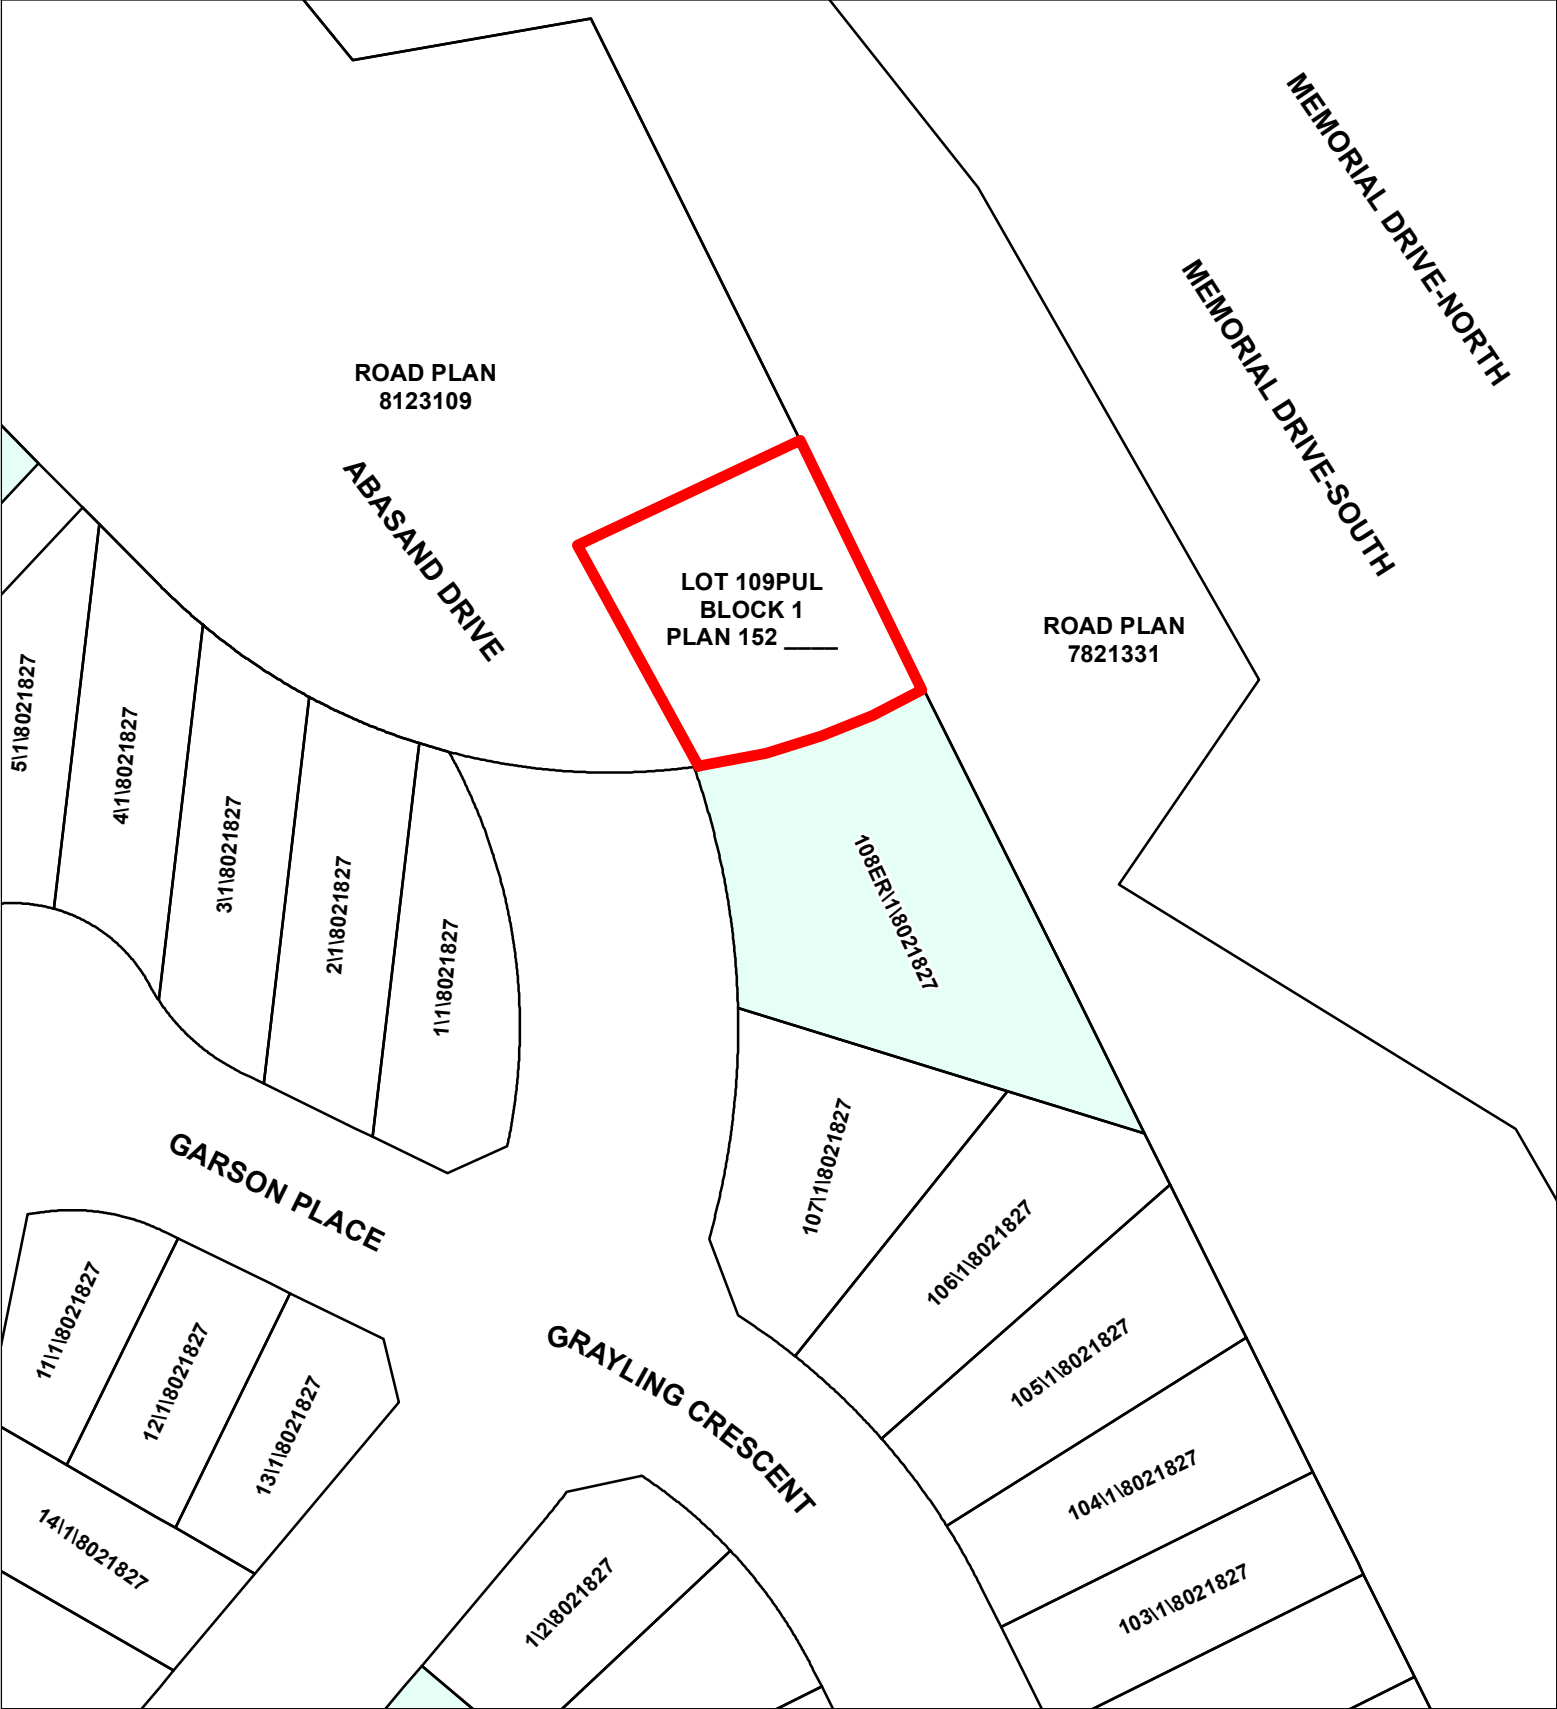 MEMORIAL DRIVE-NORTH
MEMORIAL DRIVE-SOUTH
ROAD PLAN
8123109
ABASAND DRIVE
LOT 109PUL
BLOCK 1
PLAN 152 ____
ROAD PLAN
7821331
5\1\8021827
4\1\8021827
3\1\8021827
2\1\8021827
1\1\8021827
108ER\1\8021827
GARSON PLACE
107\1\8021827
106\1\8021827
11\1\8021827
12\1\8021827
13\1\8021827
GRAYLING CRESCENT
105\1\8021827
104\1\8021827
14\1\8021827
1\2\8021827
103\1\8021827